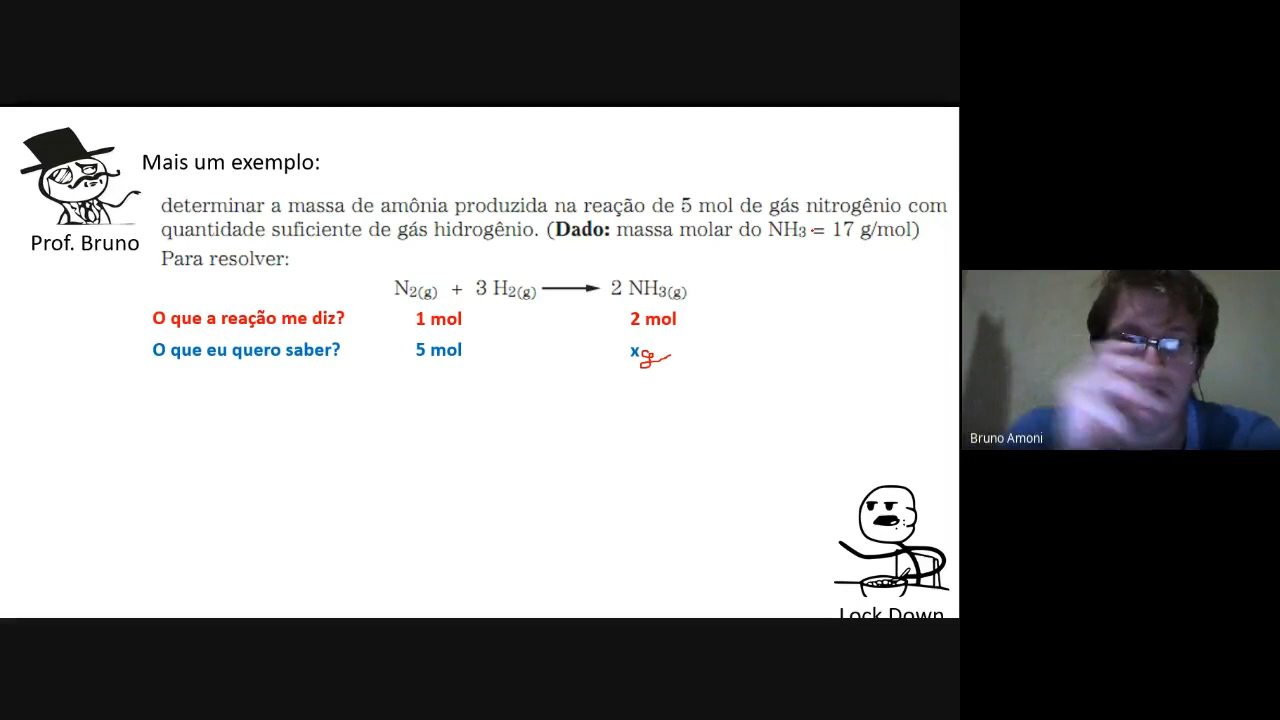 Mais um exemplo:
determinar a massa de amônia produzida na reação de 5 mol de gás nitrogênio com
quantidade suficiente de gás hidrogênio. (Dado: massa molar do NH3 = 17 g/mol)
Prof. Bruno
Para resolver:
N2(g) + 3 H2(g) ⟶ 2 NH3(g)
O que a reação me diz? 1 mol 2 mol
O que eu quero saber? 5 mol x g
Bruno Amoni
Lock Down